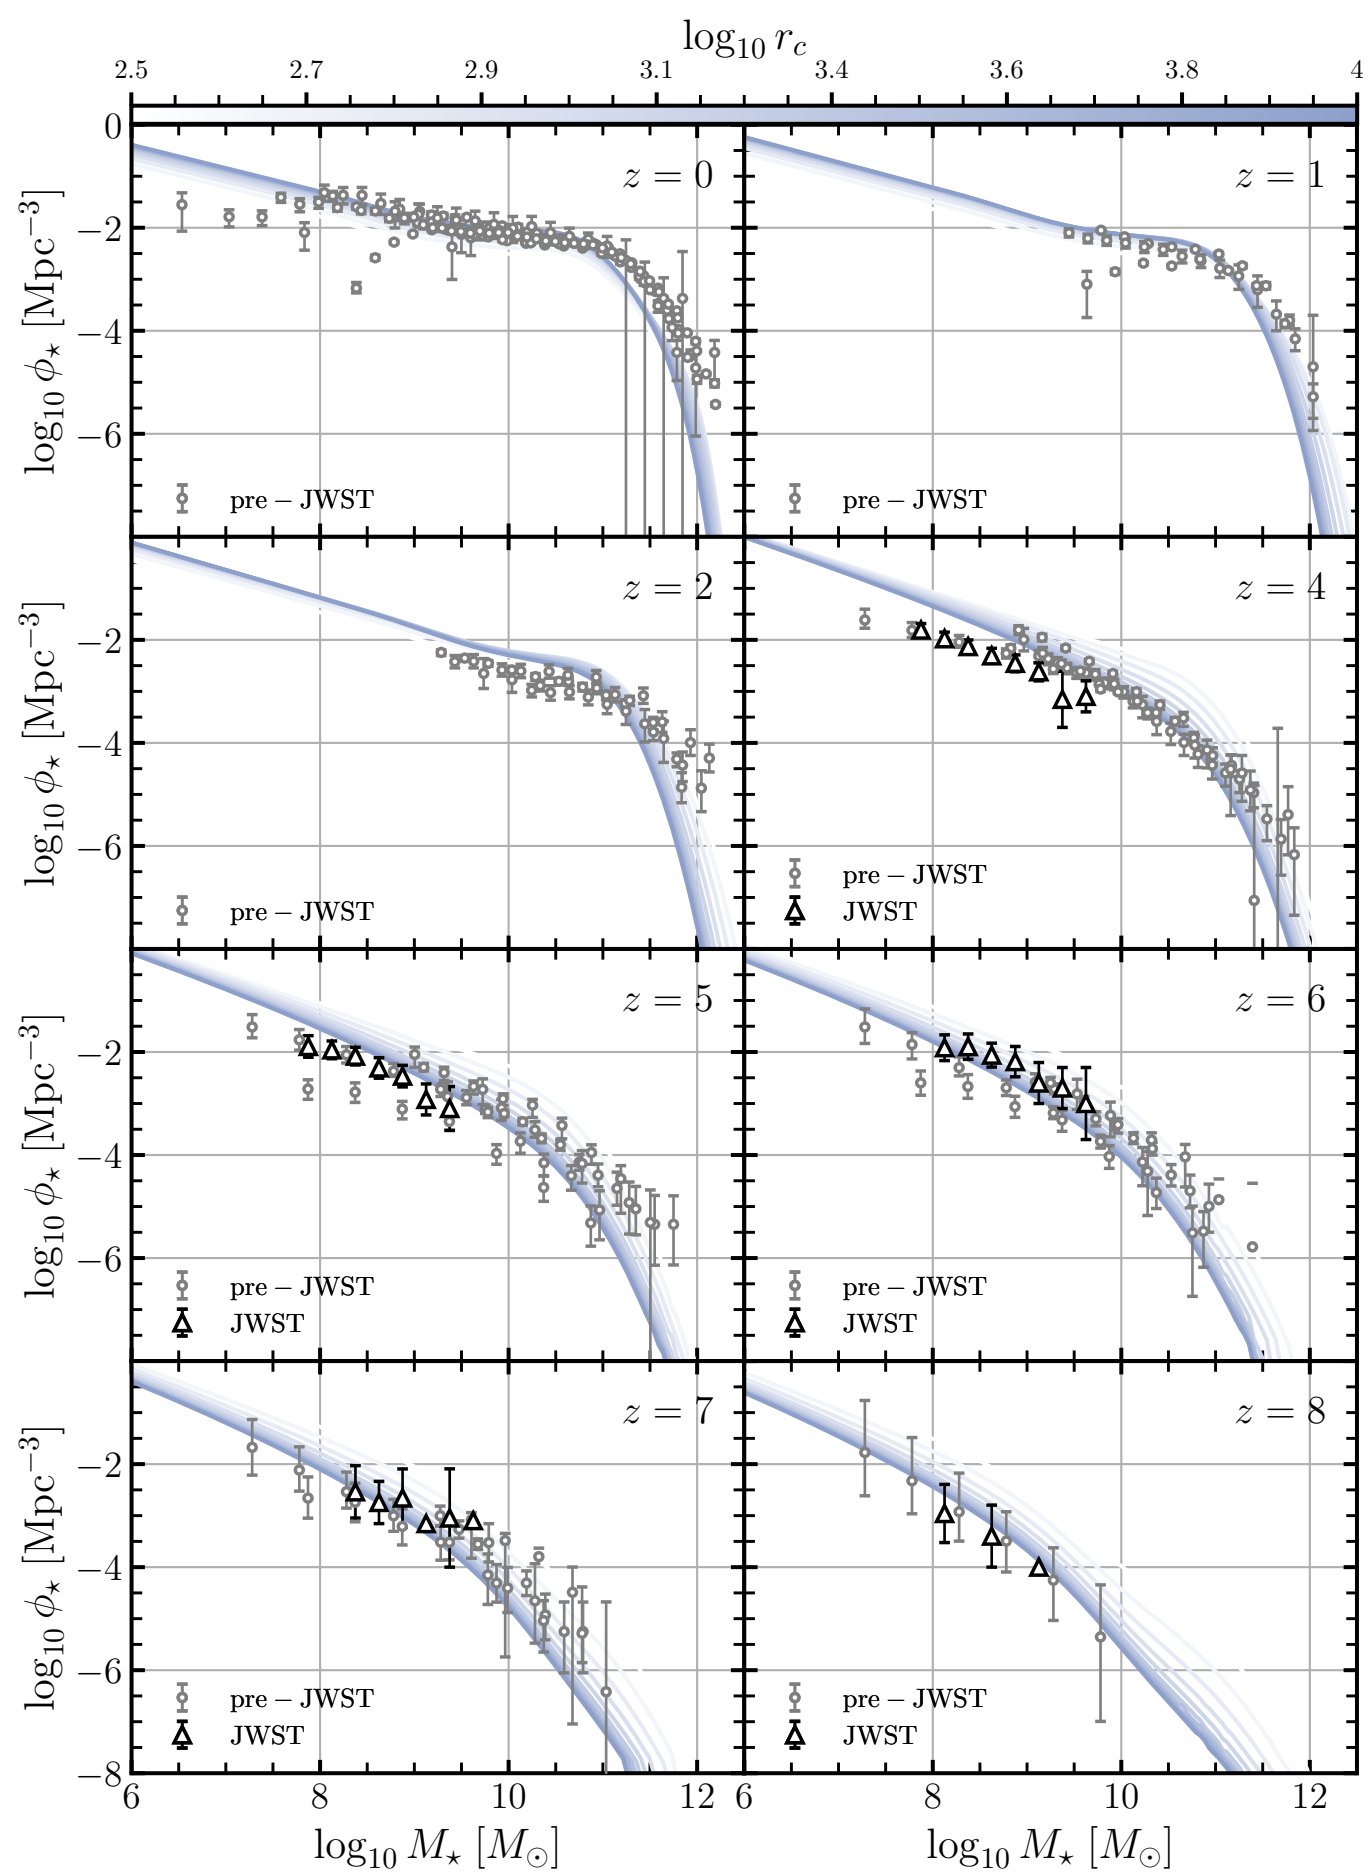 log₁₀ r_c
2.5 2.7 2.9 3.1 3.4 3.6 3.8 4
log₁₀ ϕ⋆ [Mpc⁻³]
0
−2
−4
−6
z = 0
pre − JWST
z = 1
pre − JWST
log₁₀ ϕ⋆ [Mpc⁻³]
−2
−4
−6
z = 2
pre − JWST
z = 4
pre − JWST
JWST
log₁₀ ϕ⋆ [Mpc⁻³]
−2
−4
−6
z = 5
pre − JWST
JWST
z = 6
pre − JWST
JWST
log₁₀ ϕ⋆ [Mpc⁻³]
−2
−4
−6
−8
z = 7
pre − JWST
JWST
z = 8
pre − JWST
JWST
6 8 10 12 6 8 10 12
log₁₀ M⋆ [M⊙] log₁₀ M⋆ [M⊙]